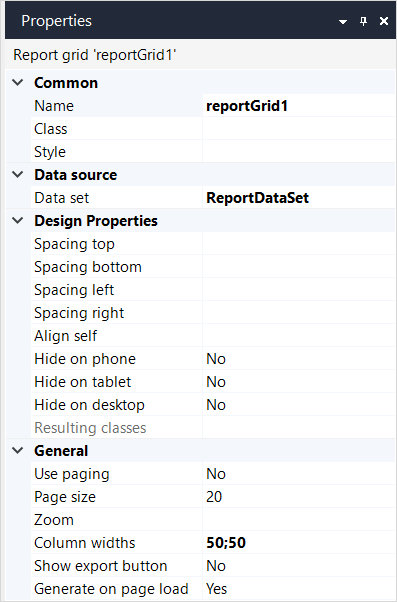 Properties
Report grid 'reportGrid1'
Common
Name reportGrid1
Class
Style
Data source
Data set ReportDataSet
Design Properties
Spacing top
Spacing bottom
Spacing left
Spacing right
Align self
Hide on phone No
Hide on tablet No
Hide on desktop No
Resulting classes
General
Use paging No
Page size 20
Zoom
Column widths 50;50
Show export button No
Generate on page load Yes